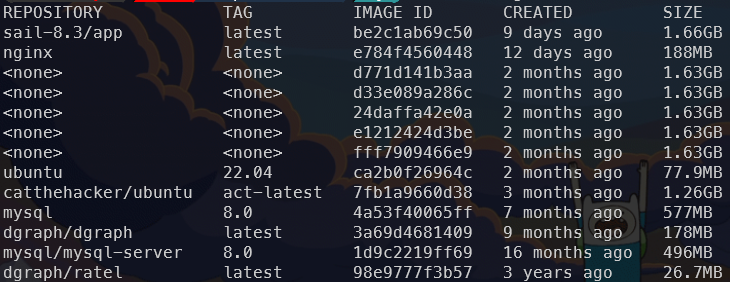 REPOSITORY TAG IMAGE ID CREATED SIZE
sail-8.3/app latest be2c1ab69c50 9 days ago 1.66GB
nginx latest e784f4560448 12 days ago 188MB
<none> <none> d771d141b3aa 2 months ago 1.63GB
<none> <none> d33e089a286c 2 months ago 1.63GB
<none> <none> 24daffa42e0a 2 months ago 1.63GB
<none> <none> e1212424d3be 2 months ago 1.63GB
<none> <none> fff7909466e9 2 months ago 1.63GB
ubuntu 22.04 ca2b0f26964c 2 months ago 77.9MB
catthehacker/ubuntu act-latest 7fb1a9660d38 3 months ago 1.26GB
mysql 8.0 4a53f40065ff 7 months ago 577MB
dgraph/dgraph latest 3a69d4681409 9 months ago 178MB
mysql/mysql-server 8.0 1d9c2219ff69 16 months ago 496MB
dgraph/ratel latest 98e9777f3b57 3 years ago 26.7MB